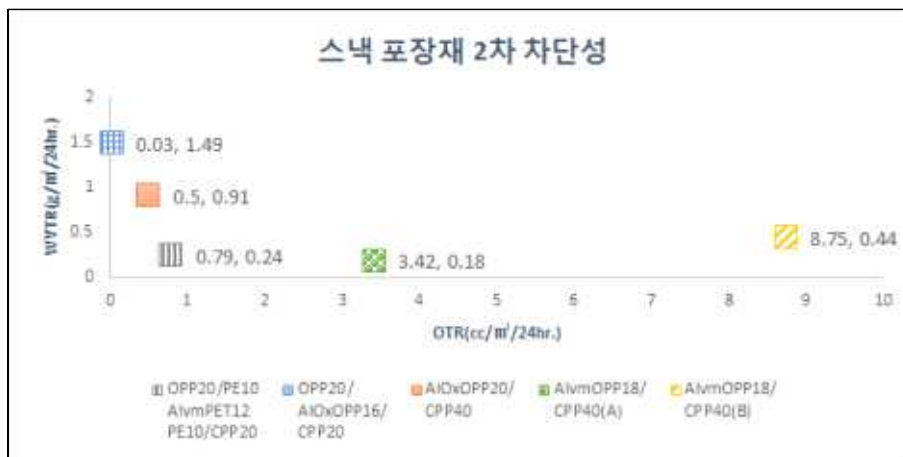 스낵 포장재 2차 차단성
WVTR(g/㎡/24hr.)
2
1.5
1
0.5
0
0.03, 1.49
0.5, 0.91
0.79, 0.24
3.42, 0.18
8.75, 0.44
0 1 2 3 4 5 6 7 8 9 10
OTR(cc/㎡/24hr.)
OPP20/PE10
AlvmPET12
PE10/CPP20
OPP20/
AlOxOPP16/
CPP20
AlOxOPP20/
CPP40
AlvmOPP18/
CPP40(A)
AlvmOPP18/
CPP40(B)